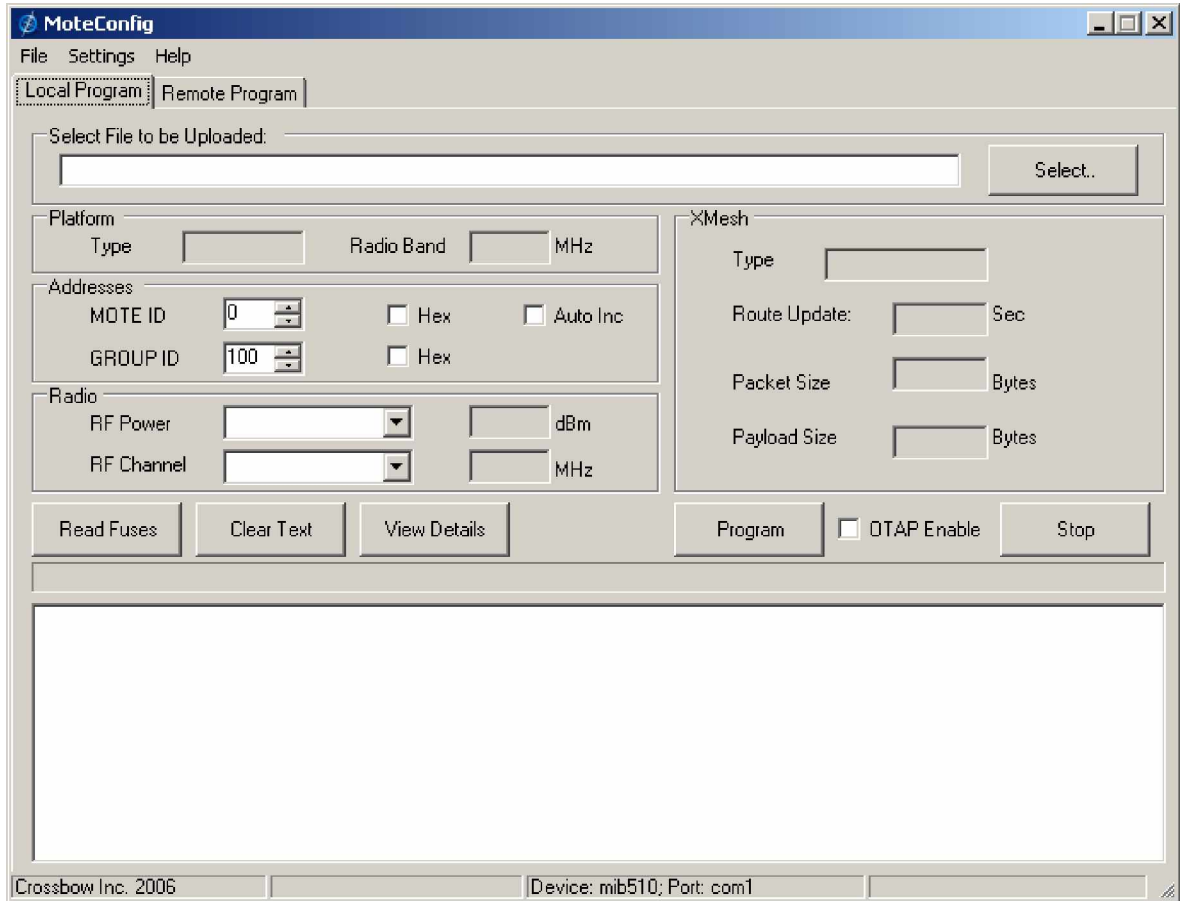 MoteConfig
File Settings Help
Local Program Remote Program
Select File to be Uploaded:
Select..
Platform
Type Radio Band MHz
Addresses
MOTE ID 0 Hex Auto Inc
GROUP ID 100 Hex
Radio
RF Power dBm
RF Channel MHz
XMesh
Type
Route Update: Sec
Packet Size Bytes
Payload Size Bytes
Read Fuses Clear Text View Details Program OTAP Enable Stop
Crossbow Inc. 2006 Device: mib510; Port: com1